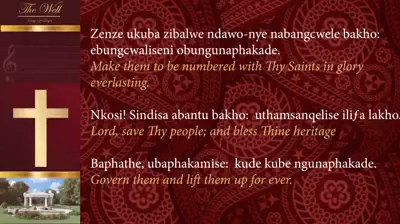 The Well
Zenze ukuba zibalwe ndawo-nye nabangcwele bakho:
ebungcwaliseni obungunaphakade.
Make them to be numbered with Thy Saints in glory
everlasting.
Nkosi! Sindisa abantu bakho: uthamsanqelise iliƒa lakho.
Lord, save Thy people; and bless Thine heritage
Baphathe, ubaphakamise: kude kube ngunaphakade.
Govern them and lift them up for ever.